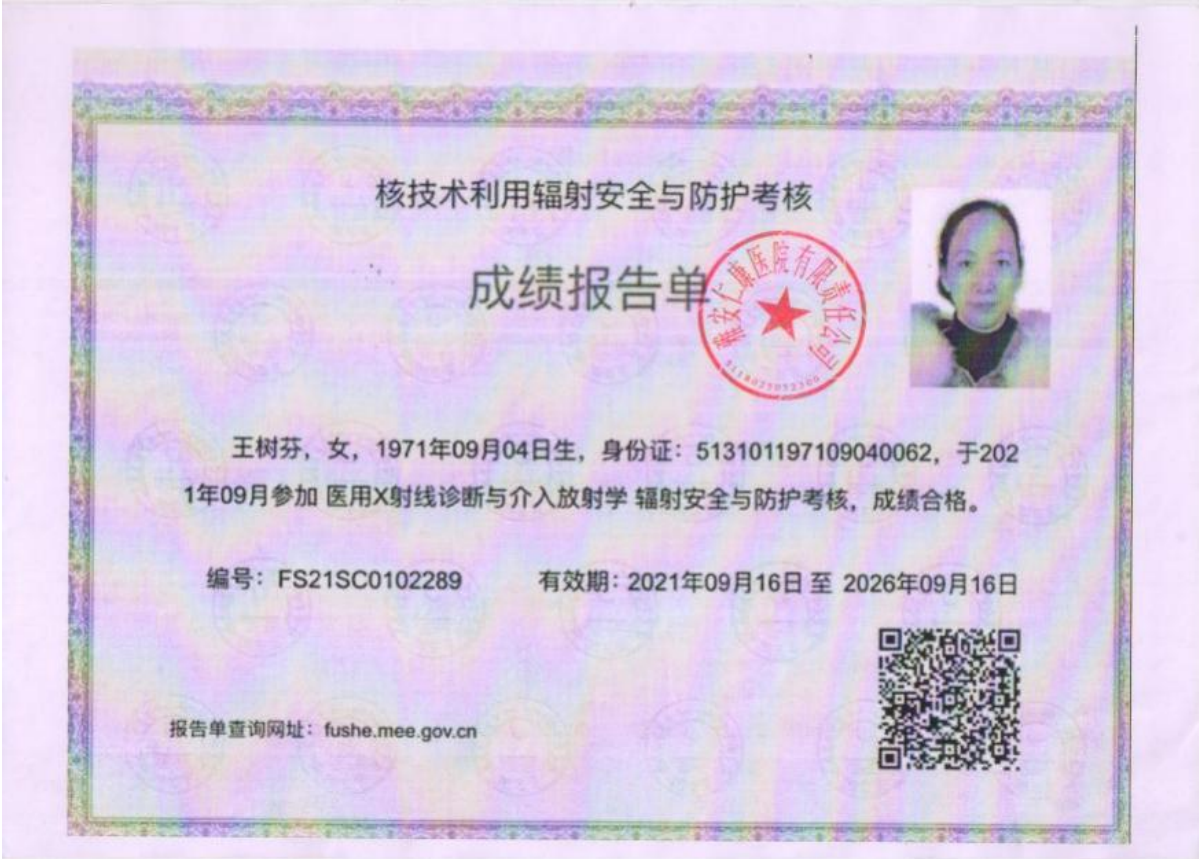 核技术利用辐射安全与防护考核
成绩报告单
雅安仁康医院有限责任公司
王树芬，女，1971年09月04日生，身份证：513101197109040062，于202
1年09月参加 医用X射线诊断与介入放射学 辐射安全与防护考核，成绩合格。
编号：FS21SC0102289 有效期：2021年09月16日 至 2026年09月16日
报告单查询网址：fushe.mee.gov.cn